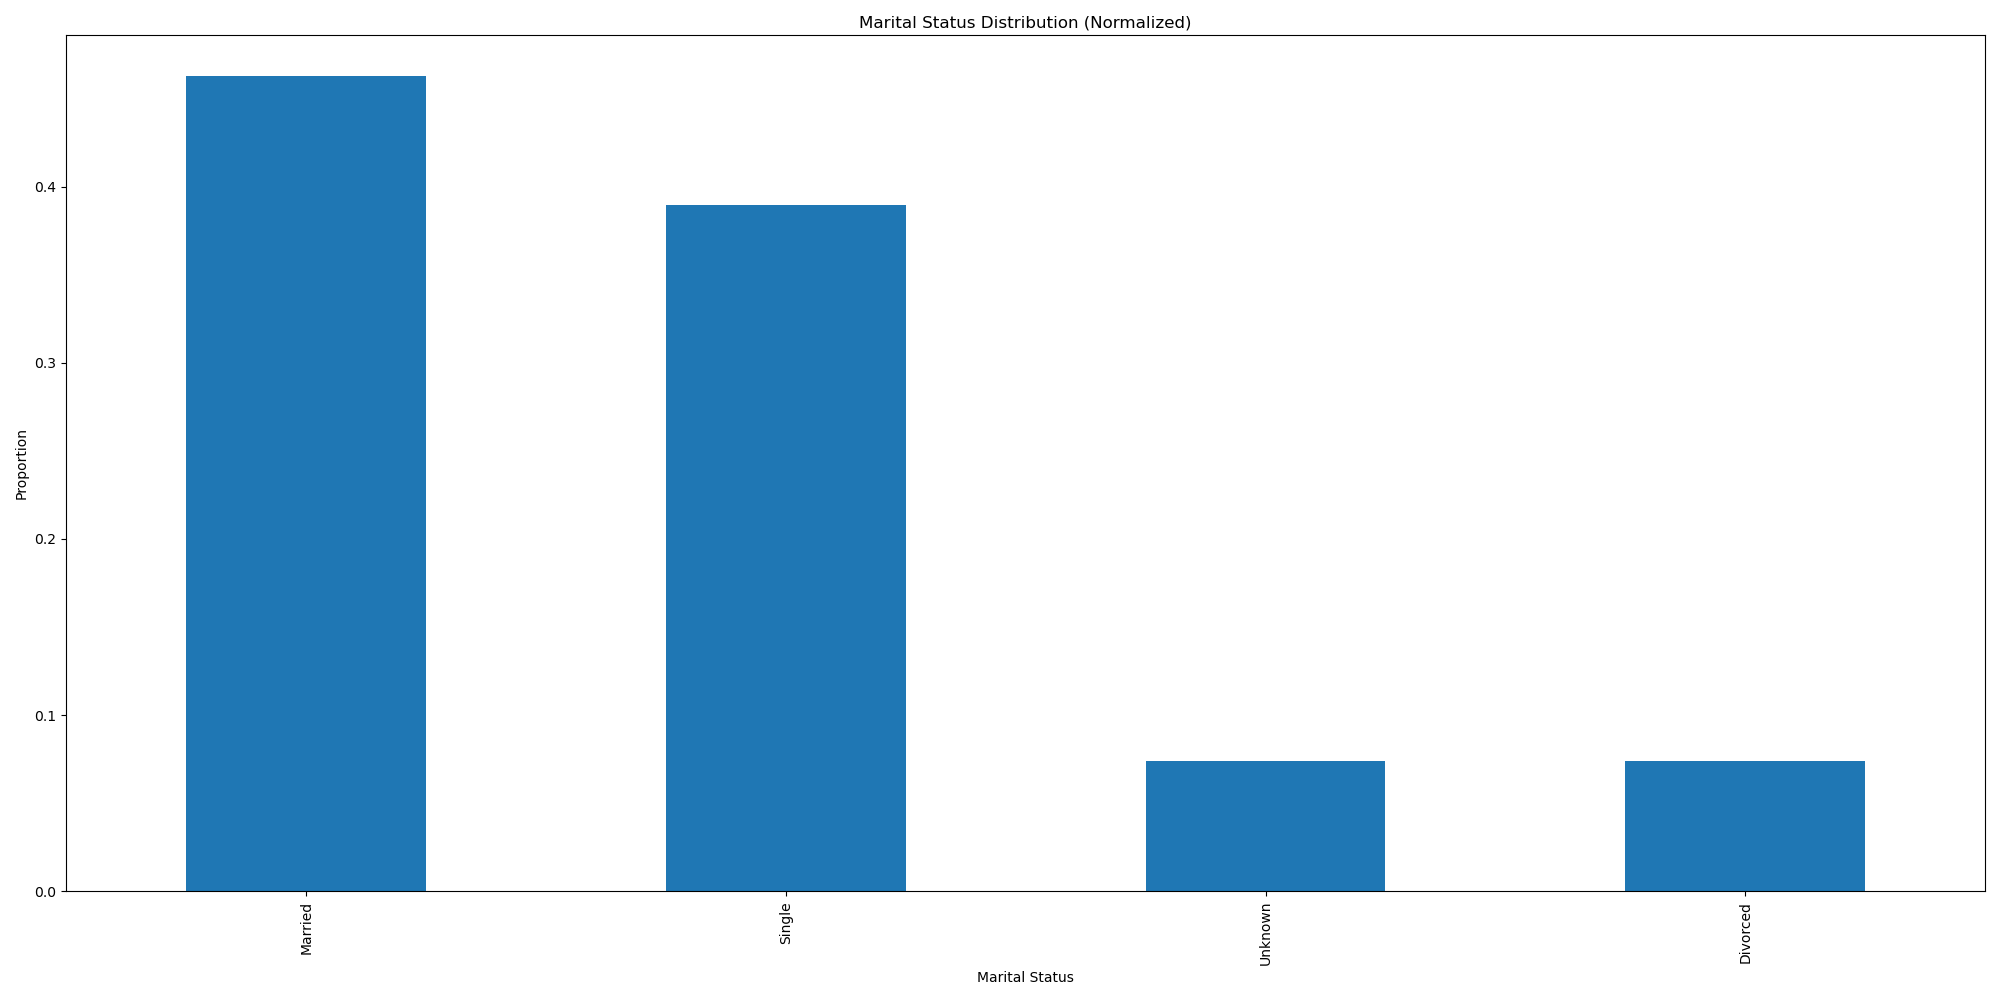 Marital Status Distribution (Normalized)
Proportion
0.4
0.3
0.2
0.1
0.0
Married
Single
Unknown
Divorced
Marital Status